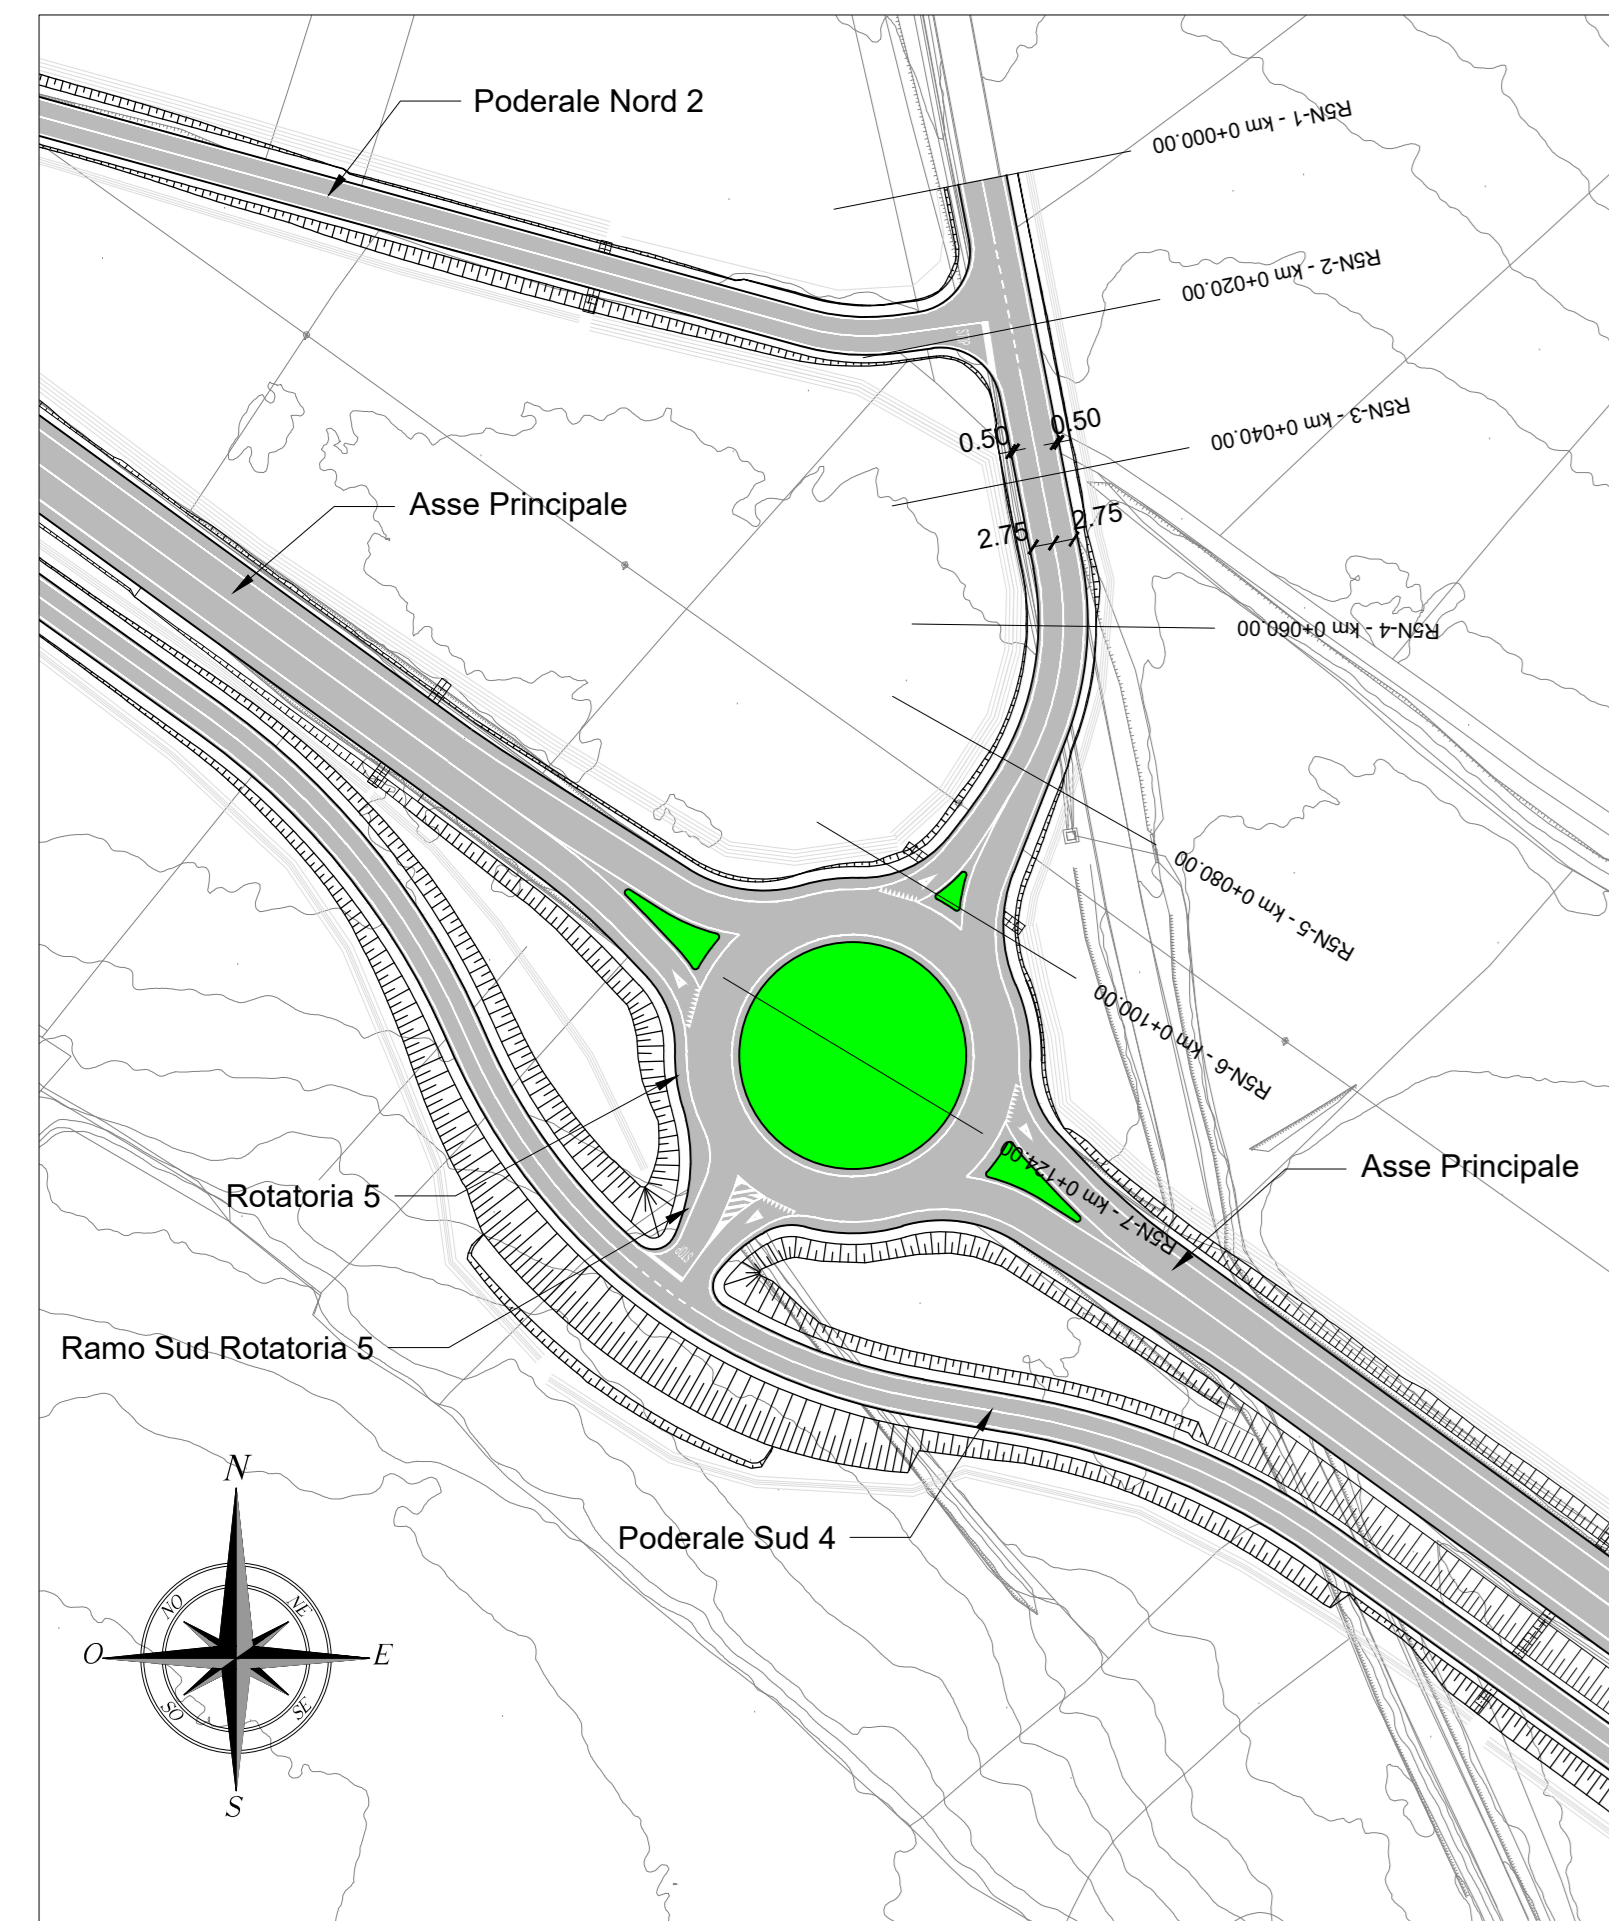 Poderale Nord 2
R5N-1 - km 0+000.00
R5N-2 - km 0+020.00
STOP
R5N-3 - km 0+040.00
0.50
0.50
Asse Principale
2.75
2.75
R5N-4 - km 0+060.00
R5N-5 - km 0+080.00
R5N-6 - km 0+100.00
R5N-7 - km 0+124.00
Asse Principale
Rotatoria 5
STOP
Ramo Sud Rotatoria 5
Poderale Sud 4
N
NO
NE
O
E
SO
SE
S